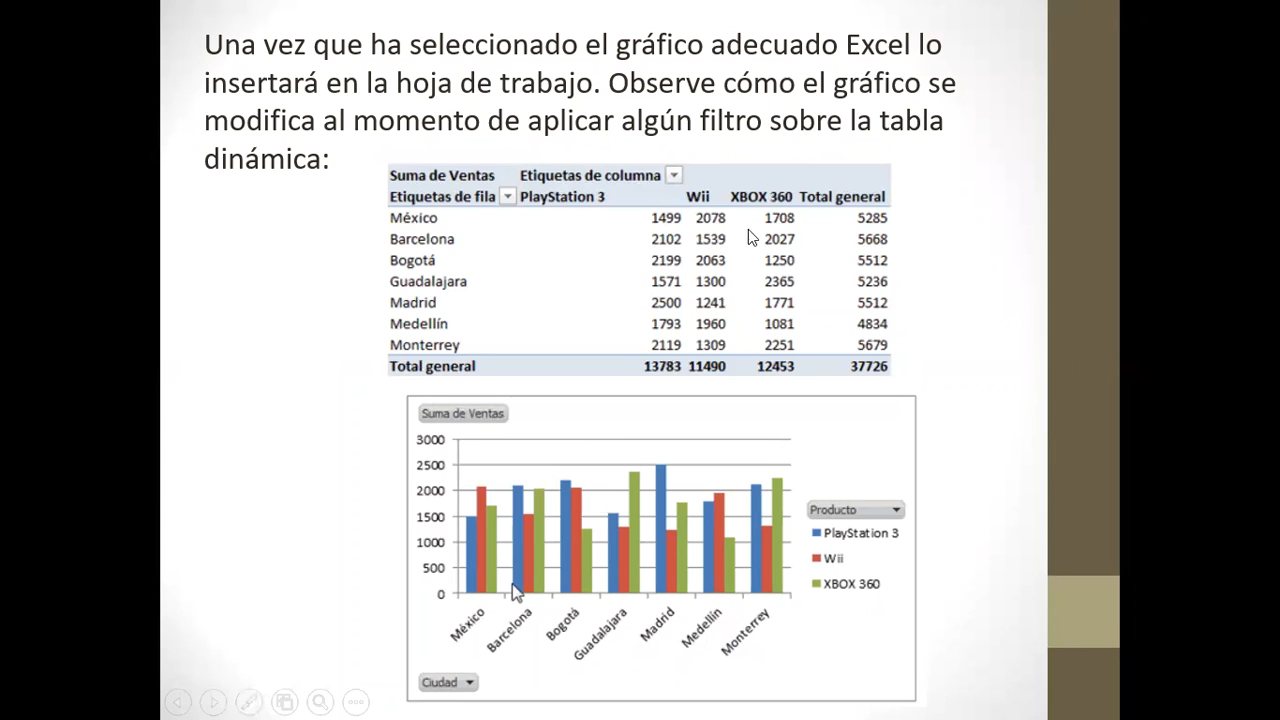 Una vez que ha seleccionado el gráfico adecuado Excel lo
insertará en la hoja de trabajo. Observe cómo el gráfico se
modifica al momento de aplicar algún filtro sobre la tabla
dinámica:
Suma de Ventas Etiquetas de columna
Etiquetas de fila PlayStation 3 Wii XBOX 360 Total general
México 1499 2078 1708 5285
Barcelona 2102 1539 2027 5668
Bogotá 2199 2063 1250 5512
Guadalajara 1571 1300 2365 5236
Madrid 2500 1241 1771 5512
Medellín 1793 1960 1081 4834
Monterrey 2119 1309 2251 5679
Total general 13783 11490 12453 37726
Suma de Ventas
3000
2500
2000
1500
1000
500
0
México Barcelona Bogotá Guadalajara Madrid Medellín Monterrey
Producto
PlayStation 3
Wii
XBOX 360
Ciudad